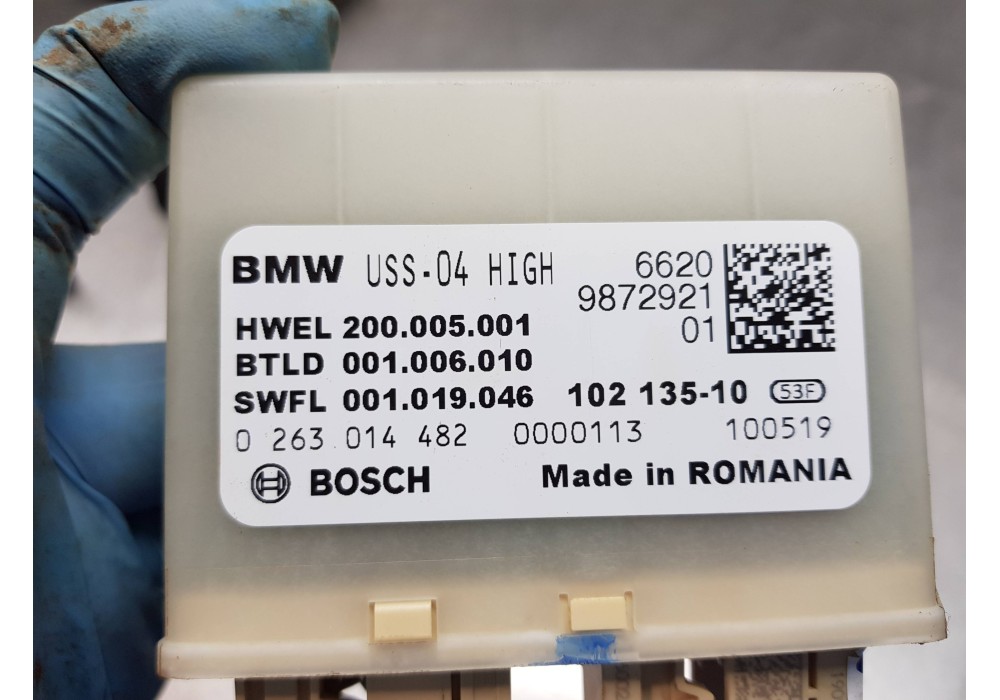 BMW USS-04 HIGH 6620
9872921
HWEL 200.005.001 01
BTLD 001.006.010
SWFL 001.019.046 102 135-10 53F
0 263 014 482 0000113 100519
BOSCH Made in ROMANIA